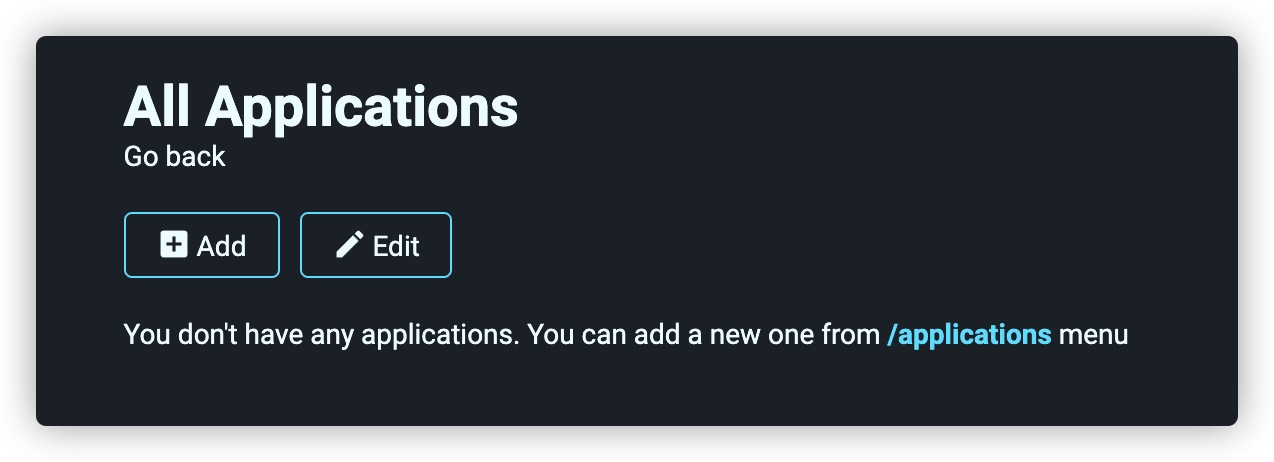 All Applications
Go back
Add Edit
You don't have any applications. You can add a new one from /applications menu